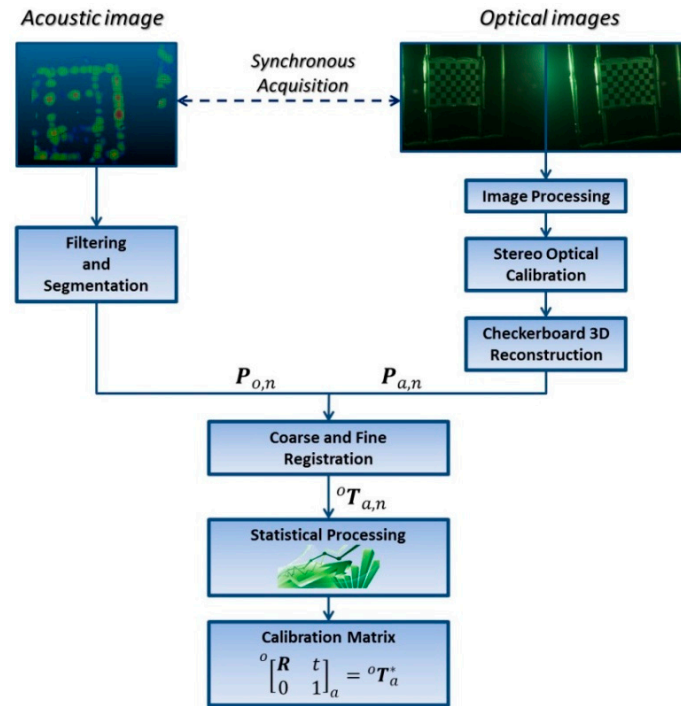 Acoustic image
Optical images
Synchronous
Acquisition
Image Processing
Filtering
and
Segmentation
Stereo Optical
Calibration
Checkerboard 3D
Reconstruction
P_{o,n}
P_{a,n}
Coarse and Fine
Registration
^{o}T_{a,n}
Statistical Processing
Calibration Matrix
^{o}[R t
0 1]_{a} = ^{o}T_{a}^{*}